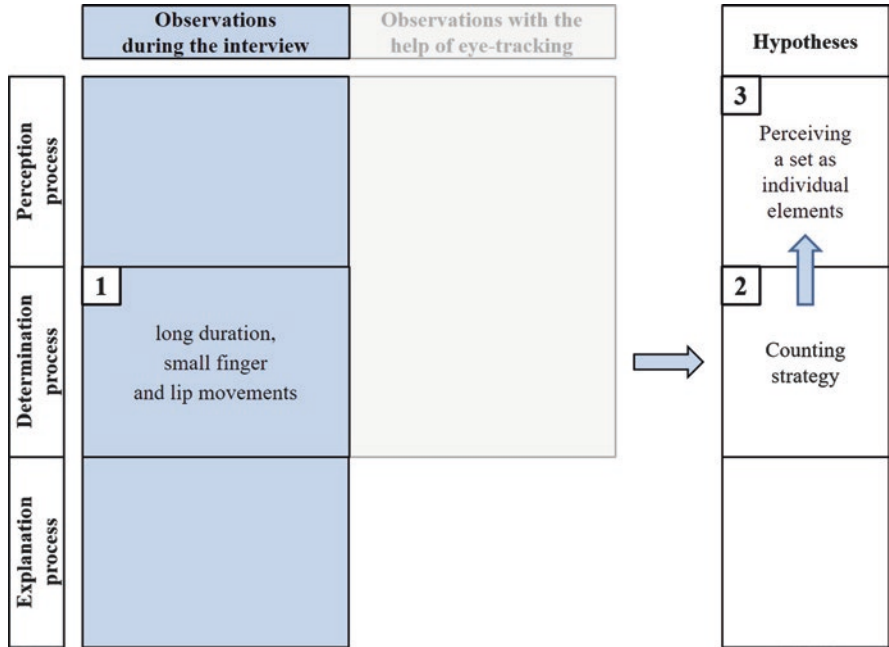 Observations
during the interview
Observations with the
help of eye-tracking
Hypotheses
Perception
process
3
Perceiving
a set as
individual
elements
Determination
process
1
long duration,
small finger
and lip movements
2
Counting
strategy
Explanation
process